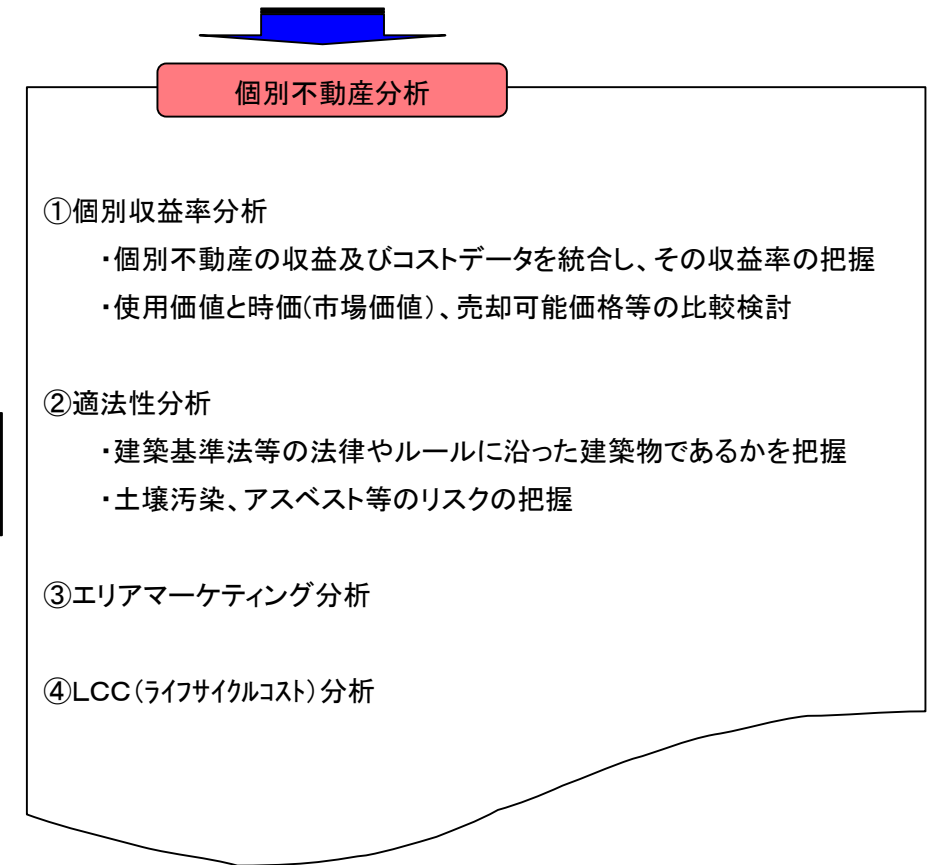 個別不動産分析
①個別収益率分析
・個別不動産の収益及びコストデータを統合し、その収益率の把握
・使用価値と時価(市場価値)、売却可能価格等の比較検討
②適法性分析
・建築基準法等の法律やルールに沿った建築物であるかを把握
・土壌汚染、アスベスト等のリスクの把握
③エリアマーケティング分析
④LCC(ライフサイクルコスト)分析